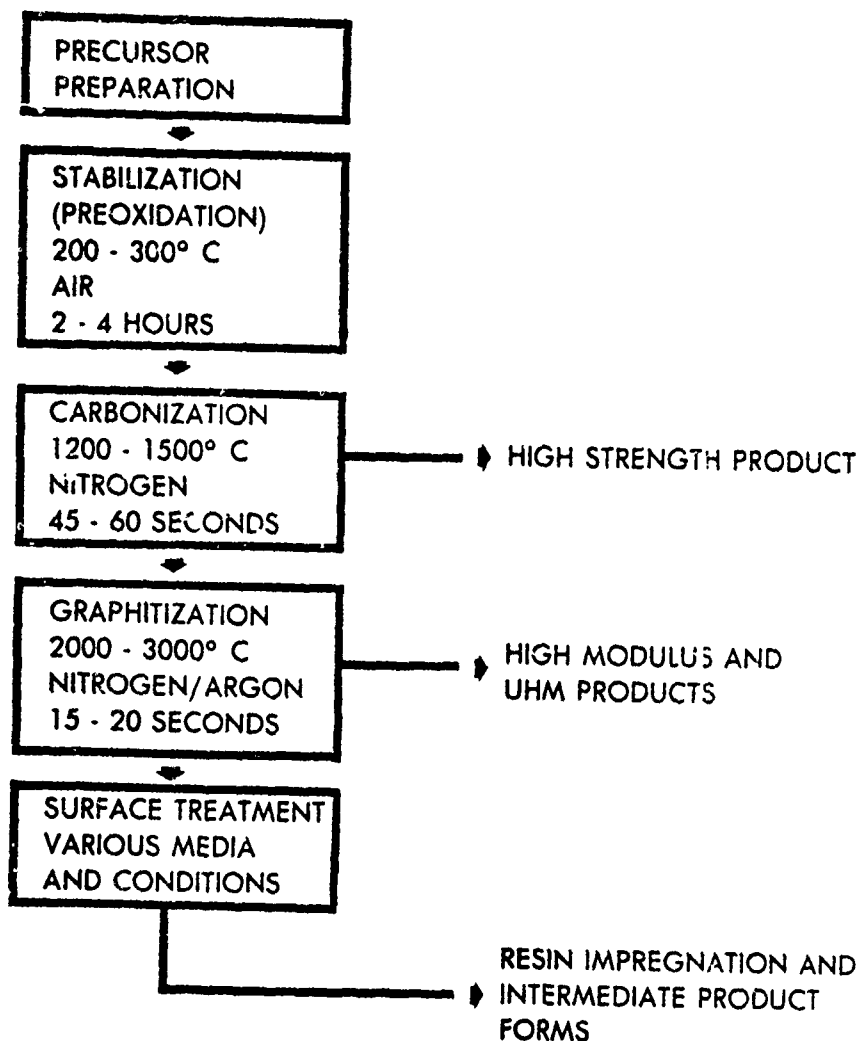 PRECURSOR
PREPARATION
STABILIZATION
(PREOXIDATION)
200 - 300° C
AIR
2 - 4 HOURS
CARBONIZATION
1200 - 1500° C
NITROGEN
45 - 60 SECONDS
HIGH STRENGTH PRODUCT
GRAPHITIZATION
2000 - 3000° C
NITROGEN/ARGON
15 - 20 SECONDS
HIGH MODULUS AND
UHM PRODUCTS
SURFACE TREATMENT
VARIOUS MEDIA
AND CONDITIONS
RESIN IMPREGNATION AND
INTERMEDIATE PRODUCT
FORMS